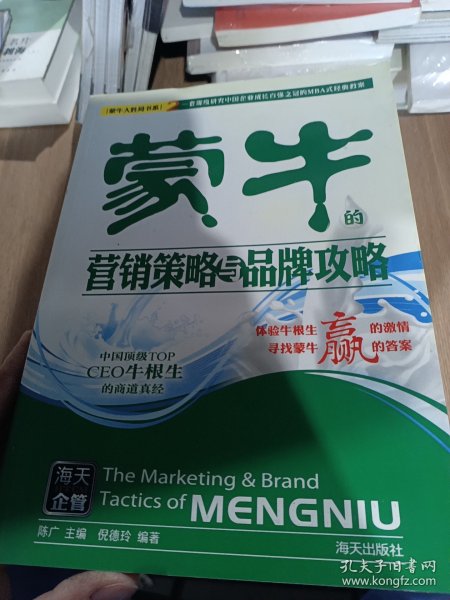 蒙牛人胜局书系
一套现场研究中国企业成长百强之冠的MBA式经典教案
蒙牛的
营销策略与品牌攻略
体验牛根生赢的激情
寻找蒙牛赢的答案
中国顶级TOP
CEO牛根生
的商道真经
海天
企管
The Marketing & Brand
Tactics of MENGNIU
陈广 主编 倪德玲 编著
海天出版社
孔夫子旧书网
www.kongfz.com